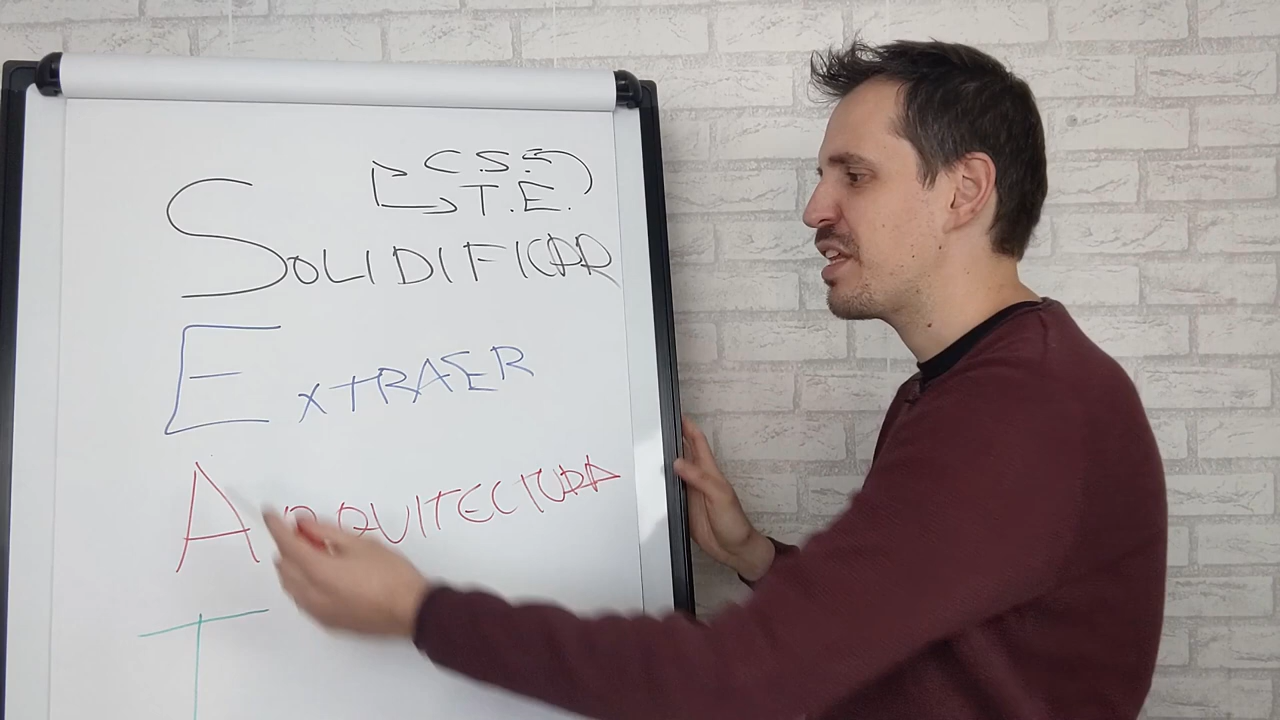 C.S.
T.E.
SOLIDIFICAR
EXTRAER
ARQUITECTURA
T